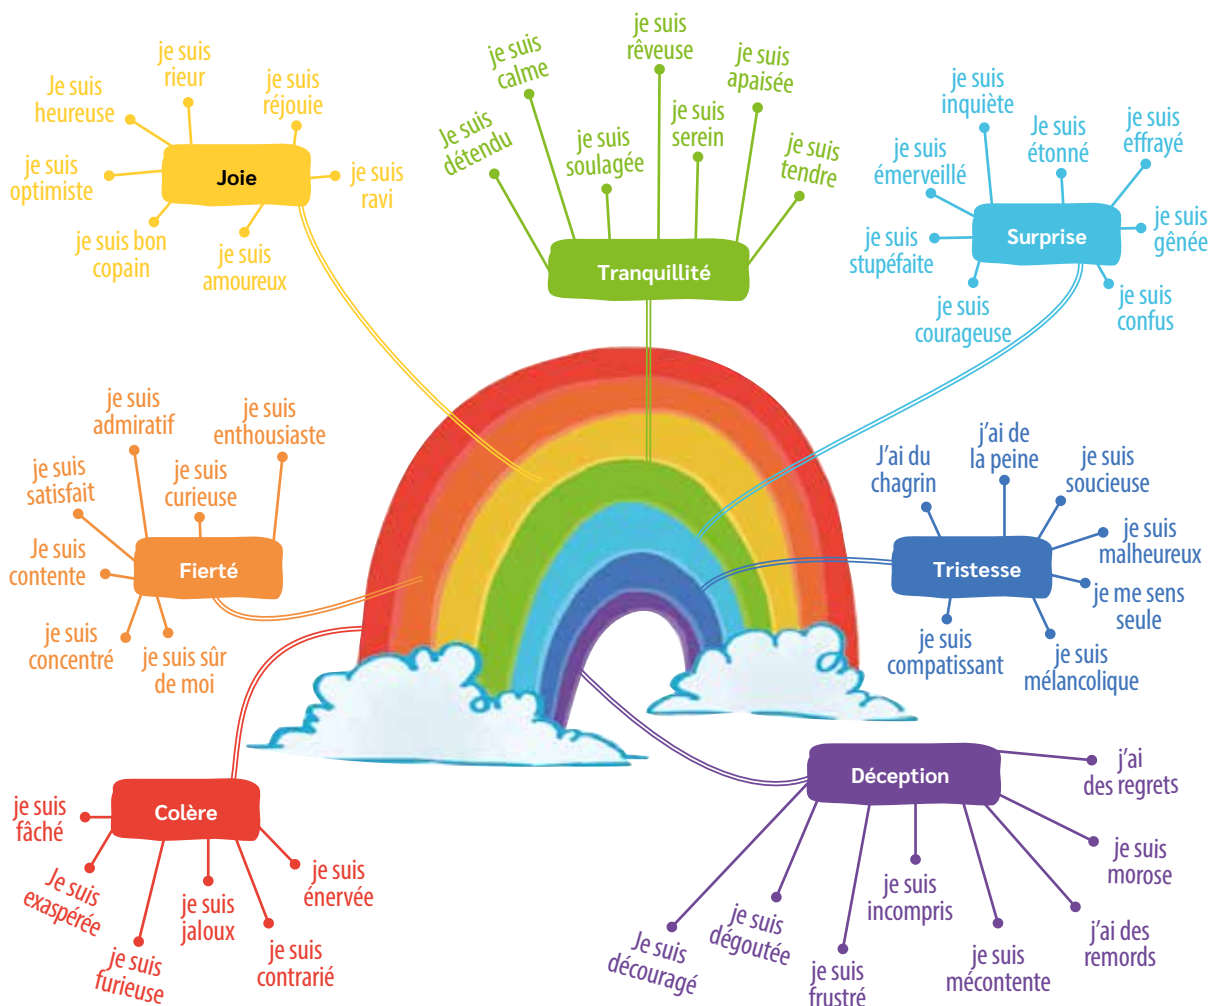 je suis
rieur
Je suis
heureuse
je suis
réjouie
je suis
optimiste
Joie
je suis
ravi
je suis bon
copain
je suis
amoureux
je suis
calme
je suis
rêveuse
je suis
apaisée
Je suis
détendu
je suis
soulagée
je suis
serein
je suis
tendre
Tranquillité
je suis
inquiète
Je suis
étonné
je suis
effrayé
je suis
émerveillé
Surprise
je suis
gênée
je suis
stupéfaite
je suis
courageuse
je suis
confus
je suis
admiratif
je suis
enthousiaste
je suis
satisfait
je suis
curieuse
Je suis
contente
Fierté
je suis
concentré
je suis sûr
de moi
J'ai du
chagrin
j'ai de
la peine
je suis
soucieuse
je suis
malheureux
Tristesse
je me sens
seule
je suis
compatissant
je suis
mélancolique
Colère
je suis
fâché
Je suis
exaspérée
je suis
furieuse
je suis
jaloux
je suis
contrarié
je suis
énervée
Déception
j'ai
des regrets
je suis
morose
j'ai des
remords
je suis
mécontente
je suis
incompris
je suis
frustré
je suis
dégoutée
Je suis
découragé